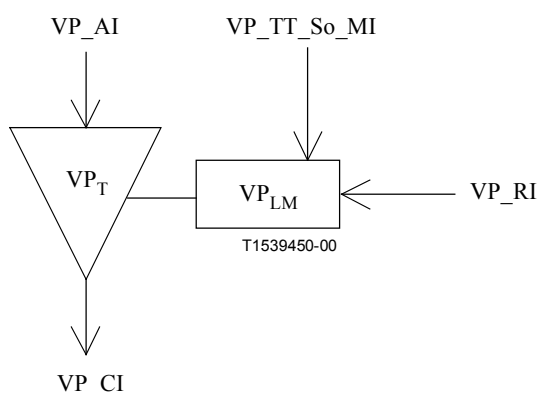 VP_AI
VP_TT_So_MI
VP_T
VP_LM
VP_RI
T1539450-00
VP_CI